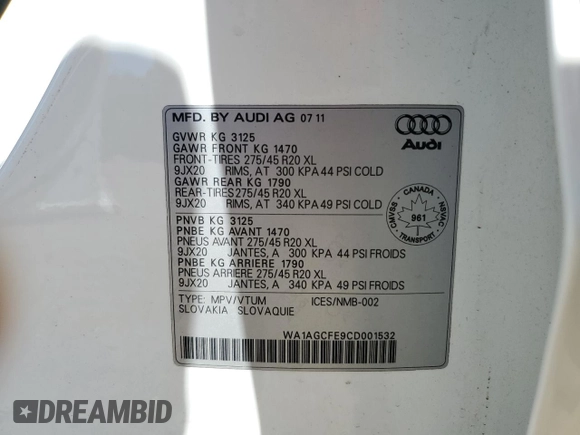 MFD. BY AUDI AG 07 11
GVWR KG 3125
GAWR FRONT KG 1470
FRONT-TIRES 275/45 R20 XL
9JX20 RIMS, AT 300 KPA 44 PSI COLD
GAWR REAR KG 1790
REAR-TIRES 275/45 R20 XL
9JX20 RIMS, AT 340 KPA 49 PSI COLD
Audi
CANADA
CMVSS
NSVAC
961
TRANSPORT
PNVB KG 3125
PNBE KG AVANT 1470
PNEUS AVANT 275/45 R20 XL
9JX20 JANTES, A 300 KPA 44 PSI FROIDS
PNBE KG ARRIERE 1790
PNEUS ARRIERE 275/45 R20 XL
9JX20 JANTES, A 340 KPA 49 PSI FROIDS
TYPE: MPV/VTUM ICES/NMB-002
SLOVAKIA SLOVAQUIE
WA1AGCFE9CD001532
DREAMBID